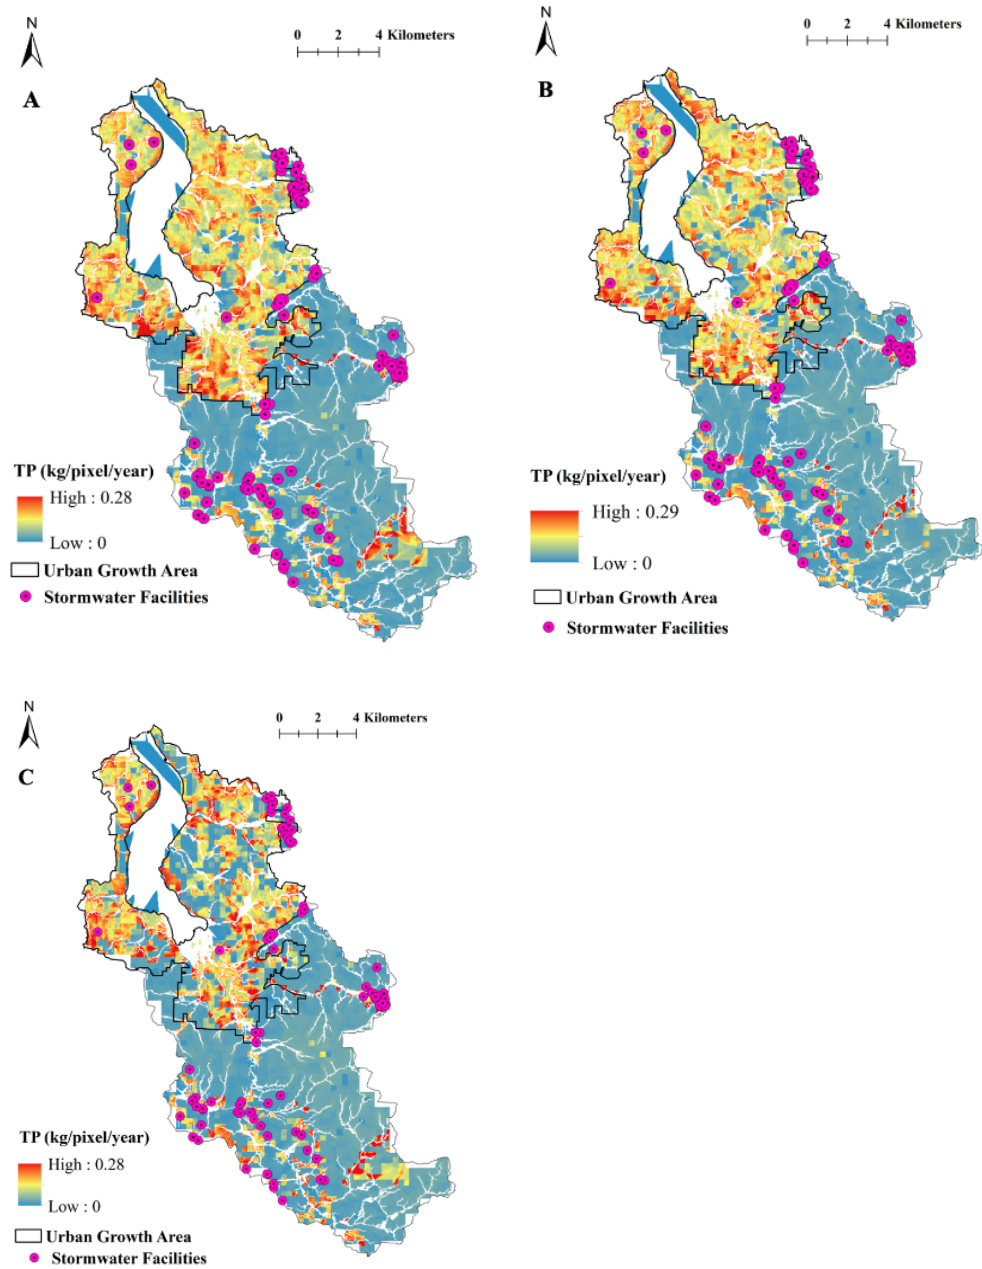 N
0 2 4 Kilometers
A
TP (kg/pixel/year)
High : 0.28
Low : 0
Urban Growth Area
Stormwater Facilities
N
0 2 4 Kilometers
B
TP (kg/pixel/year)
High : 0.29
Low : 0
Urban Growth Area
Stormwater Facilities
N
0 2 4 Kilometers
C
TP (kg/pixel/year)
High : 0.28
Low : 0
Urban Growth Area
Stormwater Facilities